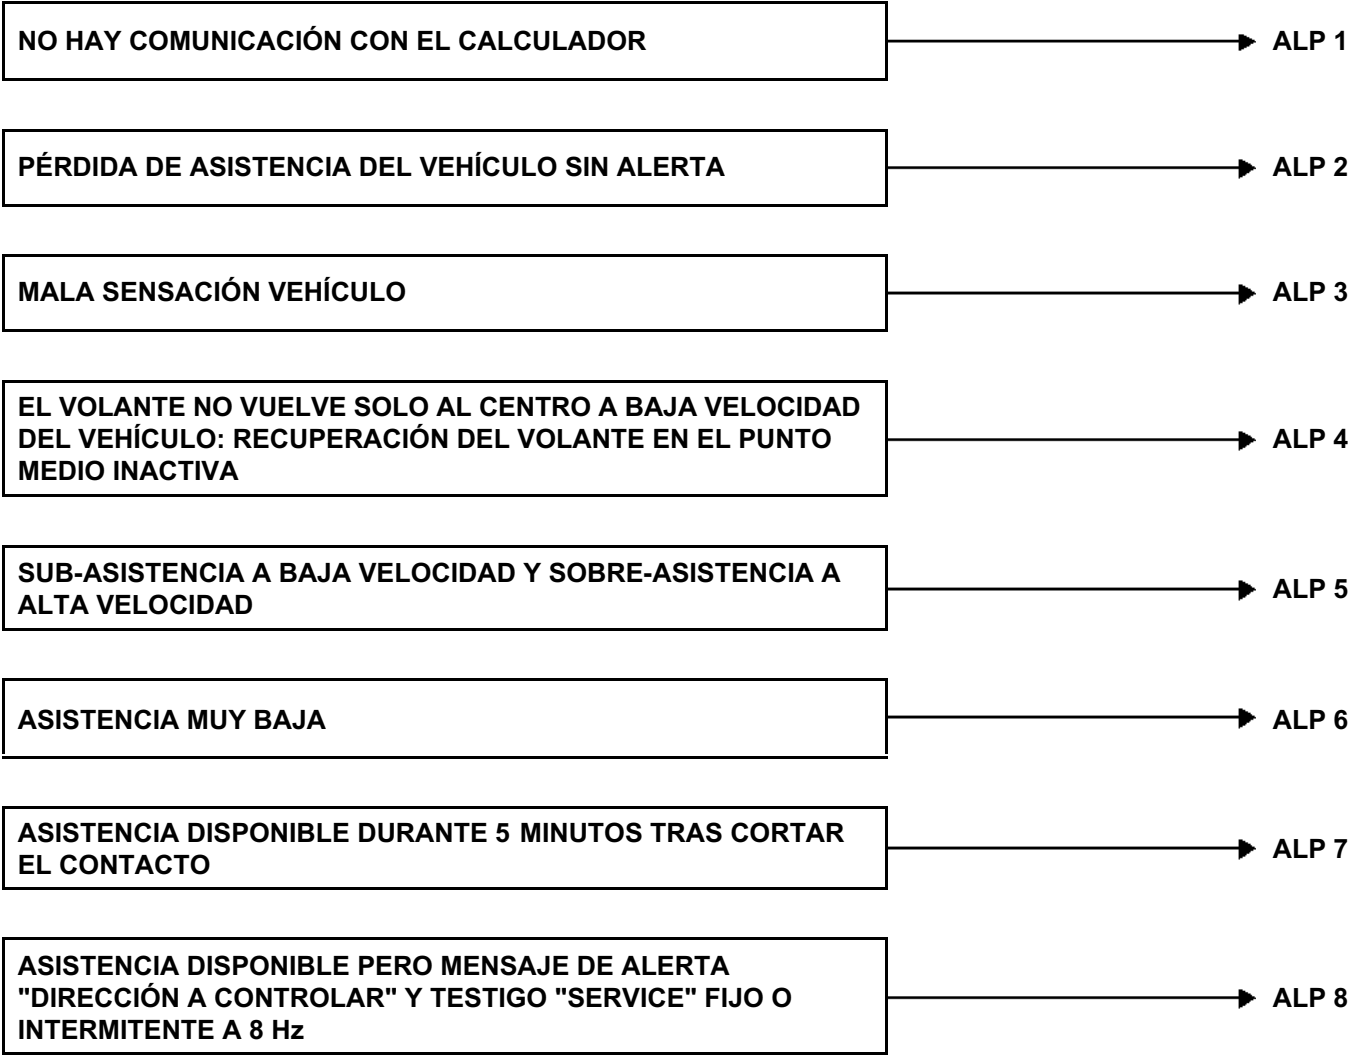 NO HAY COMUNICACIÓN CON EL CALCULADOR
ALP 1
PÉRDIDA DE ASISTENCIA DEL VEHÍCULO SIN ALERTA
ALP 2
MALA SENSACIÓN VEHÍCULO
ALP 3
EL VOLANTE NO VUELVE SOLO AL CENTRO A BAJA VELOCIDAD
DEL VEHÍCULO: RECUPERACIÓN DEL VOLANTE EN EL PUNTO
MEDIO INACTIVA
ALP 4
SUB-ASISTENCIA A BAJA VELOCIDAD Y SOBRE-ASISTENCIA A
ALTA VELOCIDAD
ALP 5
ASISTENCIA MUY BAJA
ALP 6
ASISTENCIA DISPONIBLE DURANTE 5 MINUTOS TRAS CORTAR
EL CONTACTO
ALP 7
ASISTENCIA DISPONIBLE PERO MENSAJE DE ALERTA
"DIRECCIÓN A CONTROLAR" Y TESTIGO "SERVICE" FIJO O
INTERMITENTE A 8 Hz
ALP 8